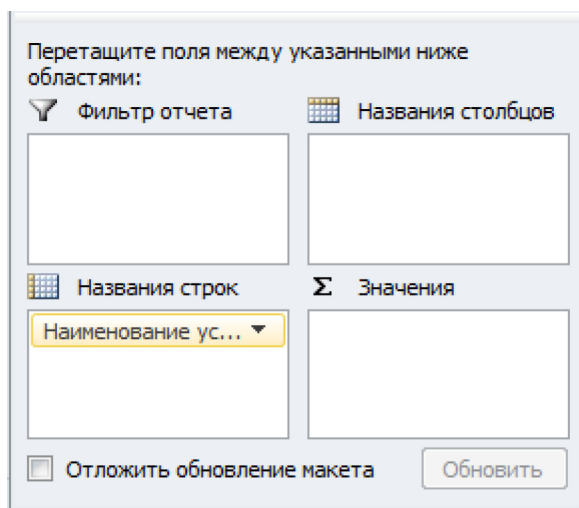 Перетащите поля между указанными ниже
областями:
Фильтр отчета
Названия столбцов
Названия строк
Σ Значения
Наименование ус...
Отложить обновление макета
Обновить